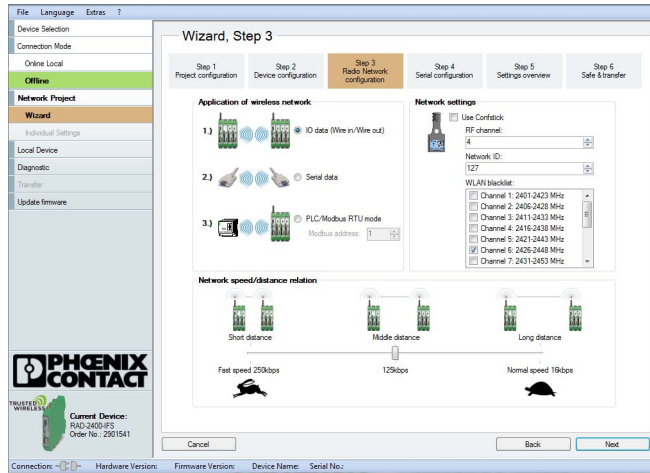 File Language Extras ?
Device Selection
Connection Mode
Online Local
Offline
Network Project
Wizard
Individual Settings
Local Device
Diagnostic
Transfer
Update firmware
PHŒNIX
CONTACT
TRUSTED
WIRELESS
Current Device:
RAD-2400-IFS
Order No.: 2901541
Wizard, Step 3
Step 1
Project configuration
Step 2
Device configuration
Step 3
Radio Network
configuration
Step 4
Serial configuration
Step 5
Settings overview
Step 6
Safe & transfer
Application of wireless network
1.) IO data (Wire in/Wire out)
2.) Serial data
3.) PLC/Modbus RTU mode
Modbus address: 1
Network settings
Use Confstick
RF channel:
4
Network ID:
127
WLAN blacklist:
Channel 1: 2401-2423 MHz
Channel 2: 2406-2428 MHz
Channel 3: 2411-2433 MHz
Channel 4: 2416-2438 MHz
Channel 5: 2421-2443 MHz
Channel 6: 2426-2448 MHz
Channel 7: 2431-2453 MHz
Network speed/distance relation
Short distance Middle distance Long distance
Fast speed 250kbps 125kbps Normal speed 16kbps
Cancel Back Next
Connection: Hardware Version: Firmware Version: Device Name: Serial No.: